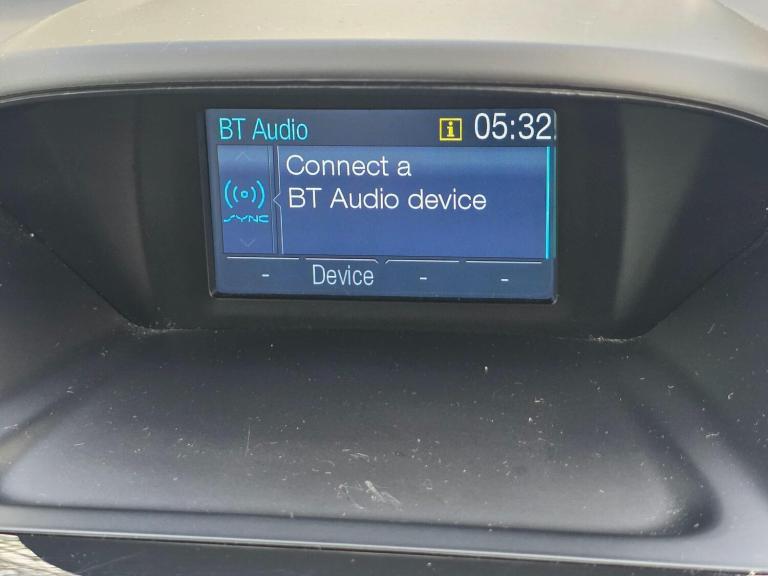 BT Audio i 05:32
Connect a
BT Audio device
SYNC
- Device - -